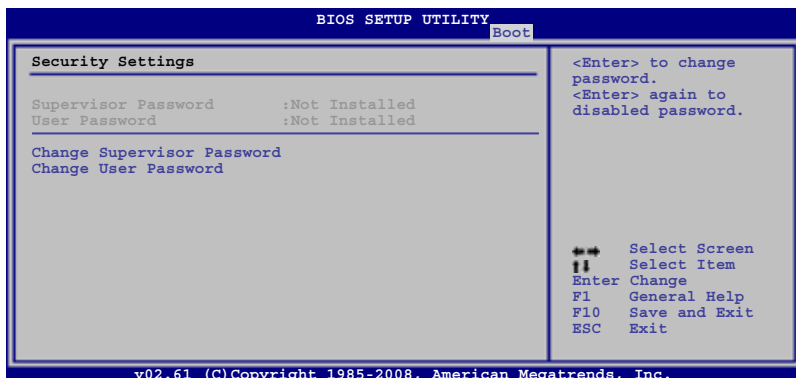 BIOS SETUP UTILITY
Boot
Security Settings
Supervisor Password :Not Installed
User Password :Not Installed
Change Supervisor Password
Change User Password
<Enter> to change
password.
<Enter> again to
disabled password.
←→ Select Screen
↑↓ Select Item
Enter Change
F1 General Help
F10 Save and Exit
ESC Exit
v02.61 (C)Copyright 1985-2008, American Megatrends, Inc.